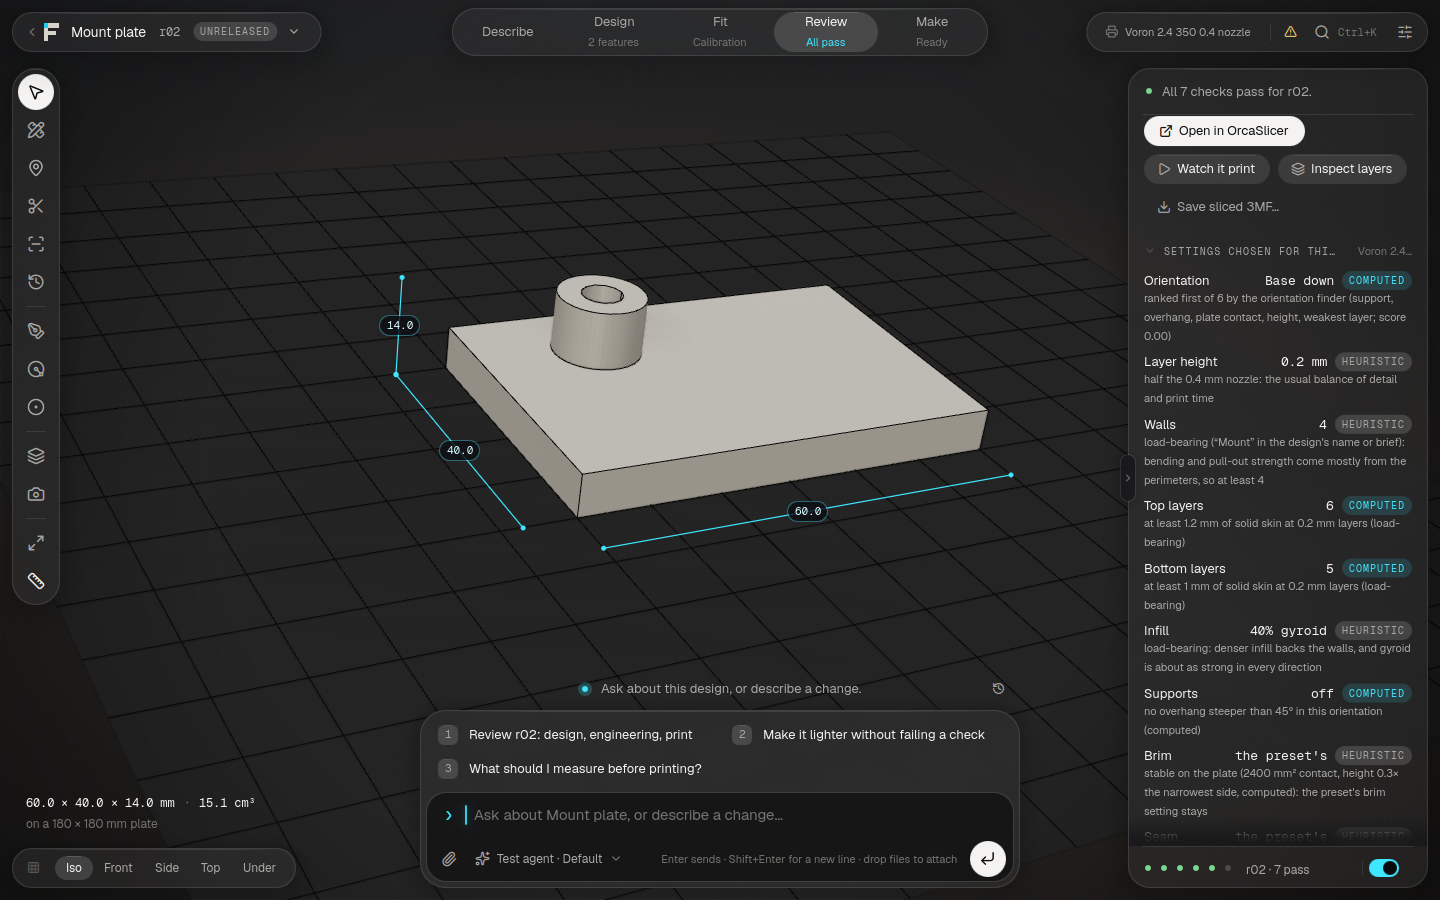 Mount plate r02 UNRELEASED
Describe
Design
2 features
Fit
Calibration
Review
All pass
Make
Ready
Voron 2.4 350 0.4 nozzle
Ctrl+K
All 7 checks pass for r02.
Open in OrcaSlicer
Watch it print
Inspect layers
Save sliced 3MF…
SETTINGS CHOSEN FOR THI… Voron 2.4…
Orientation Base down COMPUTED
ranked first of 6 by the orientation finder (support,
overhang, plate contact, height, weakest layer; score
0.00)
Layer height 0.2 mm HEURISTIC
half the 0.4 mm nozzle: the usual balance of detail
and print time
Walls 4 HEURISTIC
load-bearing (“Mount” in the design's name or brief):
bending and pull-out strength come mostly from the
perimeters, so at least 4
Top layers 6 COMPUTED
at least 1.2 mm of solid skin at 0.2 mm layers (load-
bearing)
Bottom layers 5 COMPUTED
at least 1 mm of solid skin at 0.2 mm layers (load-
bearing)
Infill 40% gyroid HEURISTIC
load-bearing: denser infill backs the walls, and gyroid
is about as strong in every direction
Supports off COMPUTED
no overhang steeper than 45° in this orientation
(computed)
Brim the preset's HEURISTIC
stable on the plate (2400 mm² contact, height 0.3×
the narrowest side, computed): the preset's brim
setting stays
Seam the preset's HEURISTIC
r02 · 7 pass
14.0
40.0
60.0
Ask about this design, or describe a change.
1 Review r02: design, engineering, print
2 Make it lighter without failing a check
3 What should I measure before printing?
Ask about Mount plate, or describe a change…
Test agent · Default
Enter sends · Shift+Enter for a new line · drop files to attach
60.0 × 40.0 × 14.0 mm · 15.1 cm³
on a 180 × 180 mm plate
Iso Front Side Top Under